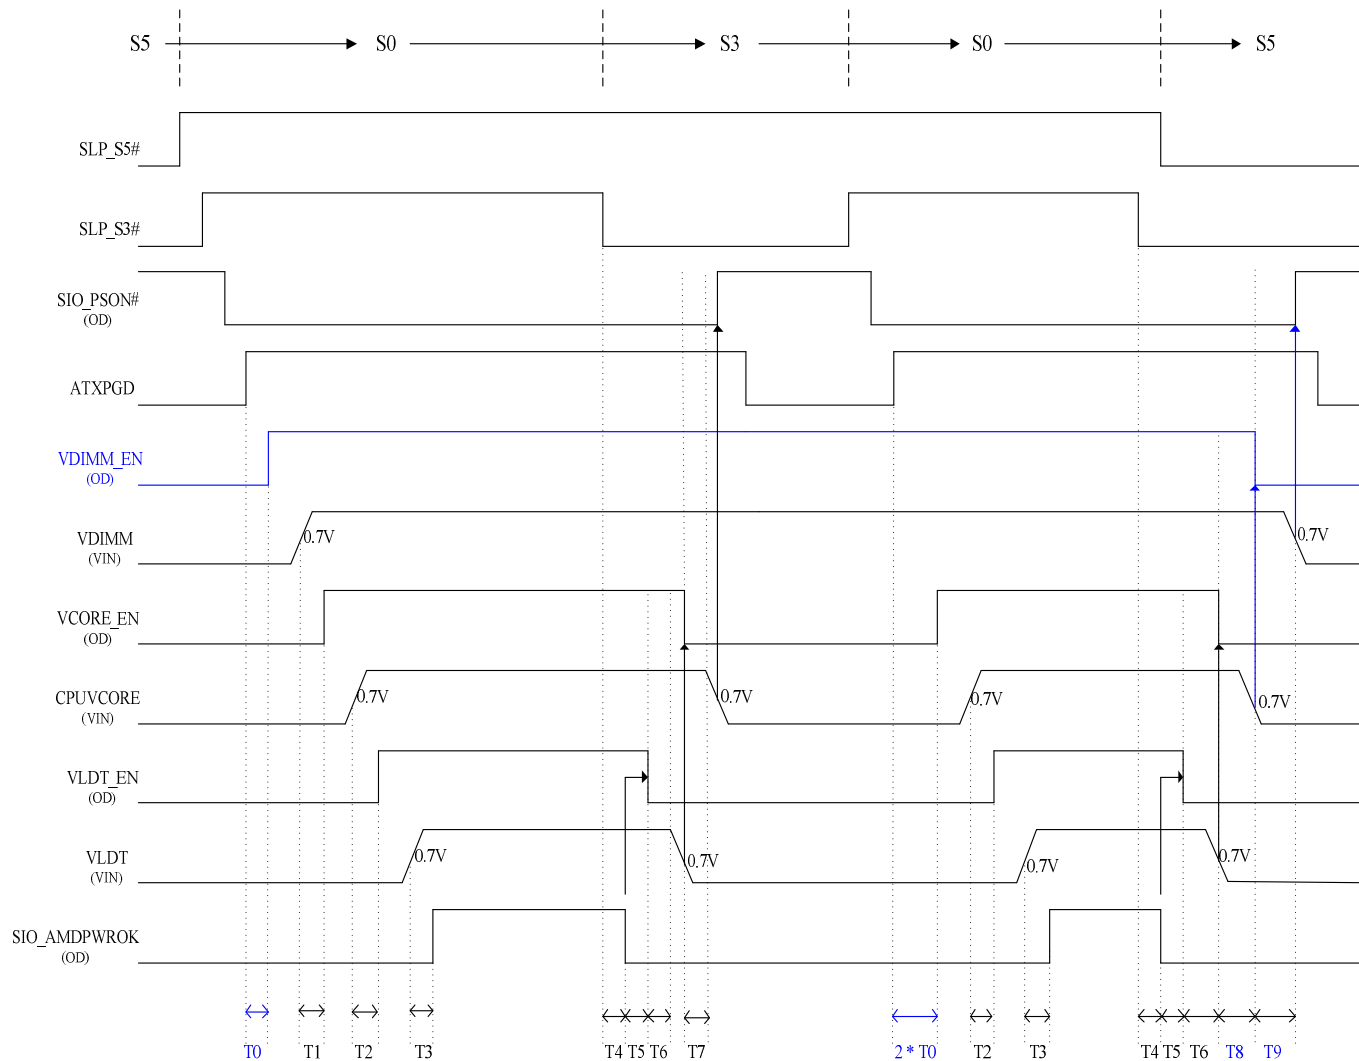 S5 S0 S3 S0 S5
SLP_S5#
SLP_S3#
SIO_PSON#
(OD)
ATXPGD
VDIMM_EN
(OD)
VDIMM
(VIN)
0.7V 0.7V
VCORE_EN
(OD)
CPUVCORE
(VIN)
0.7V 0.7V 0.7V 0.7V
VLDT_EN
(OD)
VLDT
(VIN)
0.7V 0.7V 0.7V 0.7V
SIO_AMDPWROK
(OD)
T0 T1 T2 T3 T4 T5 T6 T7 2 * T0 T2 T3 T4 T5 T6 T8 T9